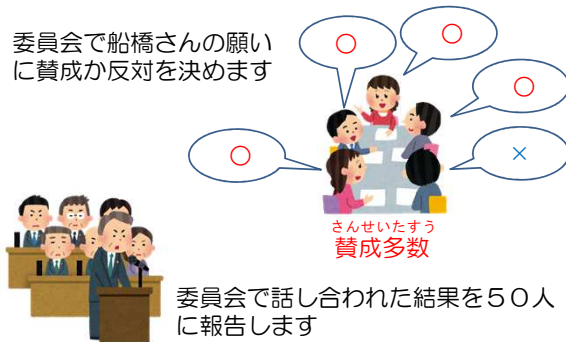 委員会で船橋さんの願い
に賛成か反対を決めます
〇
〇
〇
〇
×
さんせいたすう
賛成多数
委員会で話し合われた結果を５０人
に報告します